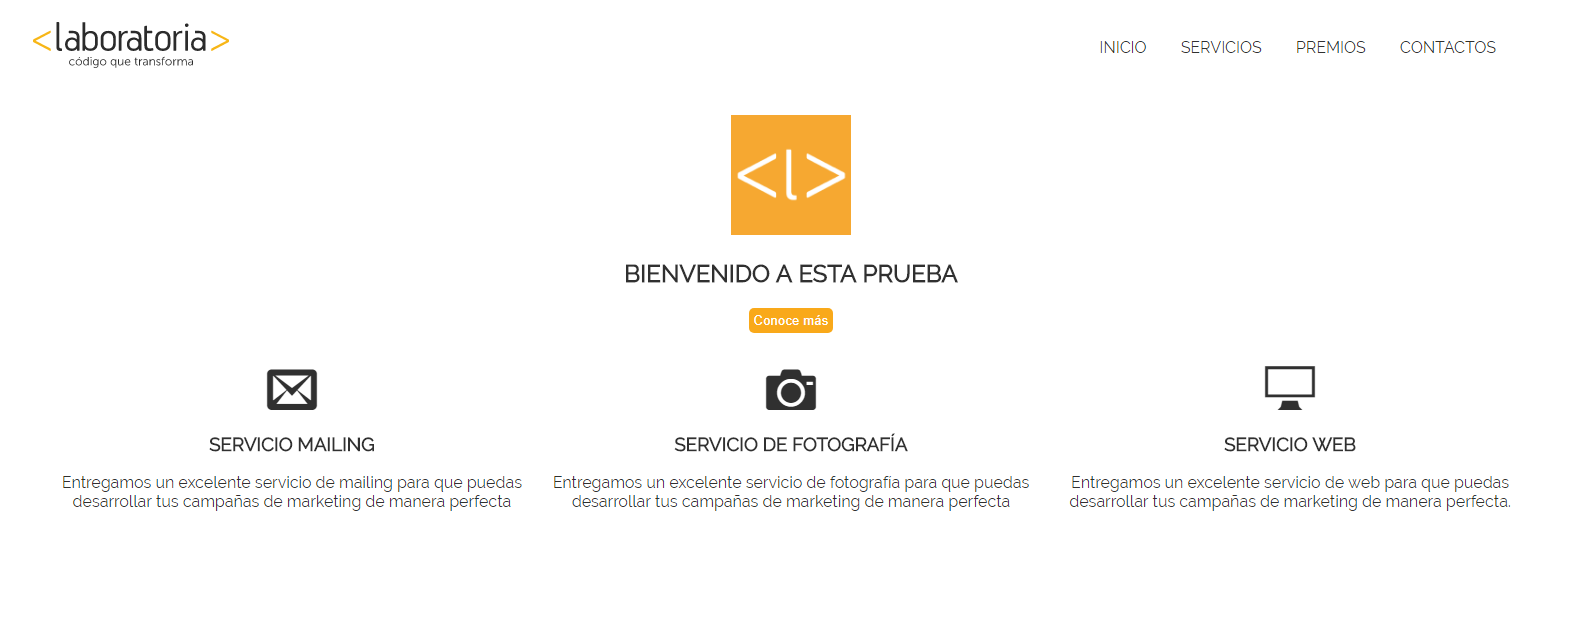 <laboratoria>
código que transforma
INICIO SERVICIOS PREMIOS CONTACTOS
<l>
BIENVENIDO A ESTA PRUEBA
Conoce más
SERVICIO MAILING
Entregamos un excelente servicio de mailing para que puedas
desarrollar tus campañas de marketing de manera perfecta
SERVICIO DE FOTOGRAFÍA
Entregamos un excelente servicio de fotografía para que puedas
desarrollar tus campañas de marketing de manera perfecta
SERVICIO WEB
Entregamos un excelente servicio de web para que puedas
desarrollar tus campañas de marketing de manera perfecta.